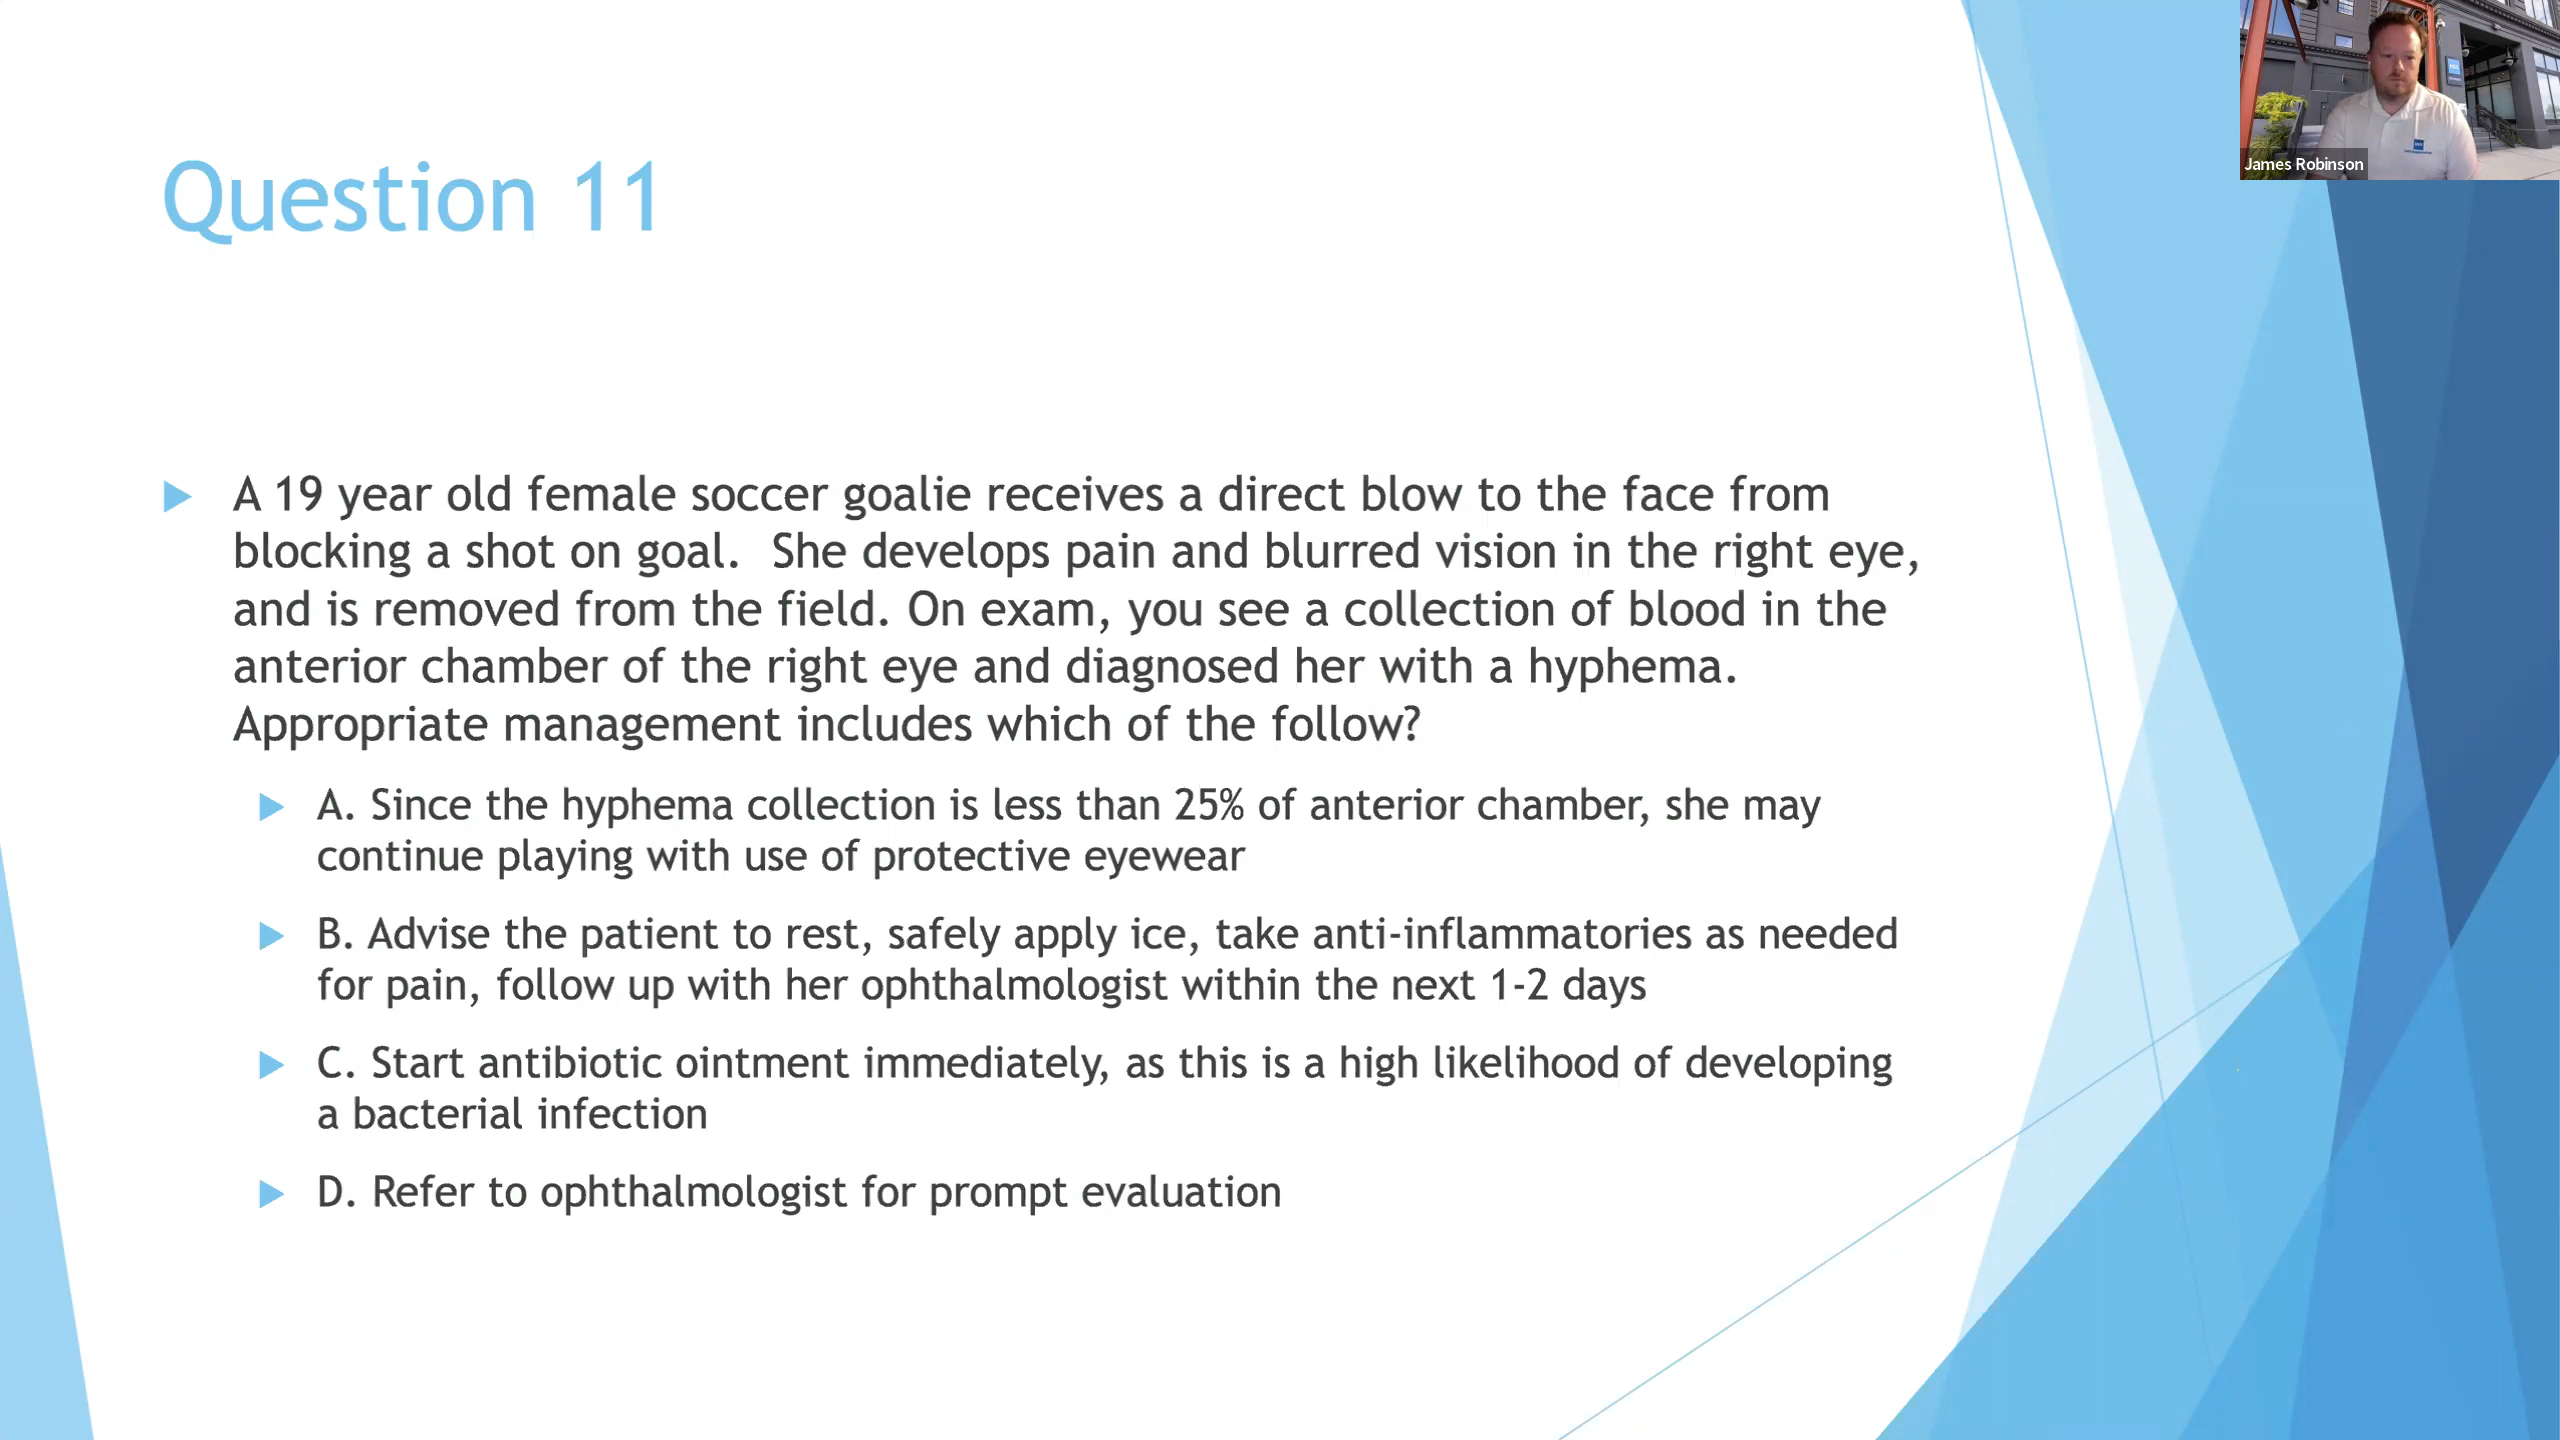 James Robinson
Question 11
A 19 year old female soccer goalie receives a direct blow to the face from
blocking a shot on goal.  She develops pain and blurred vision in the right eye,
and is removed from the field. On exam, you see a collection of blood in the
anterior chamber of the right eye and diagnosed her with a hyphema.
Appropriate management includes which of the follow?
A. Since the hyphema collection is less than 25% of anterior chamber, she may
continue playing with use of protective eyewear
B. Advise the patient to rest, safely apply ice, take anti-inflammatories as needed
for pain, follow up with her ophthalmologist within the next 1-2 days
C. Start antibiotic ointment immediately, as this is a high likelihood of developing
a bacterial infection
D. Refer to ophthalmologist for prompt evaluation